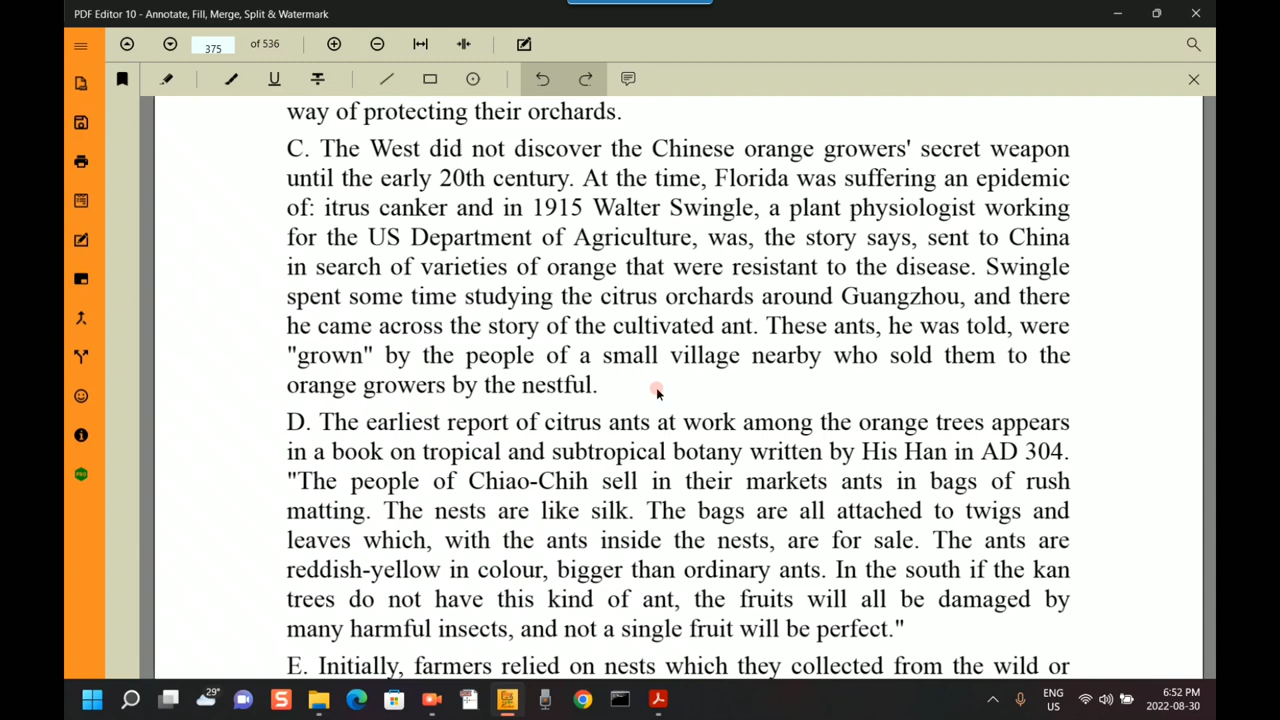 PDF Editor 10 - Annotate, Fill, Merge, Split & Watermark
375 of 536
way of protecting their orchards.
C. The West did not discover the Chinese orange growers' secret weapon
until the early 20th century. At the time, Florida was suffering an epidemic
of: itrus canker and in 1915 Walter Swingle, a plant physiologist working
for the US Department of Agriculture, was, the story says, sent to China
in search of varieties of orange that were resistant to the disease. Swingle
spent some time studying the citrus orchards around Guangzhou, and there
he came across the story of the cultivated ant. These ants, he was told, were
"grown" by the people of a small village nearby who sold them to the
orange growers by the nestful.
D. The earliest report of citrus ants at work among the orange trees appears
in a book on tropical and subtropical botany written by His Han in AD 304.
"The people of Chiao-Chih sell in their markets ants in bags of rush
matting. The nests are like silk. The bags are all attached to twigs and
leaves which, with the ants inside the nests, are for sale. The ants are
reddish-yellow in colour, bigger than ordinary ants. In the south if the kan
trees do not have this kind of ant, the fruits will all be damaged by
many harmful insects, and not a single fruit will be perfect."
E. Initially, farmers relied on nests which they collected from the wild or
29°
ENG
US
6:52 PM
2022-08-30